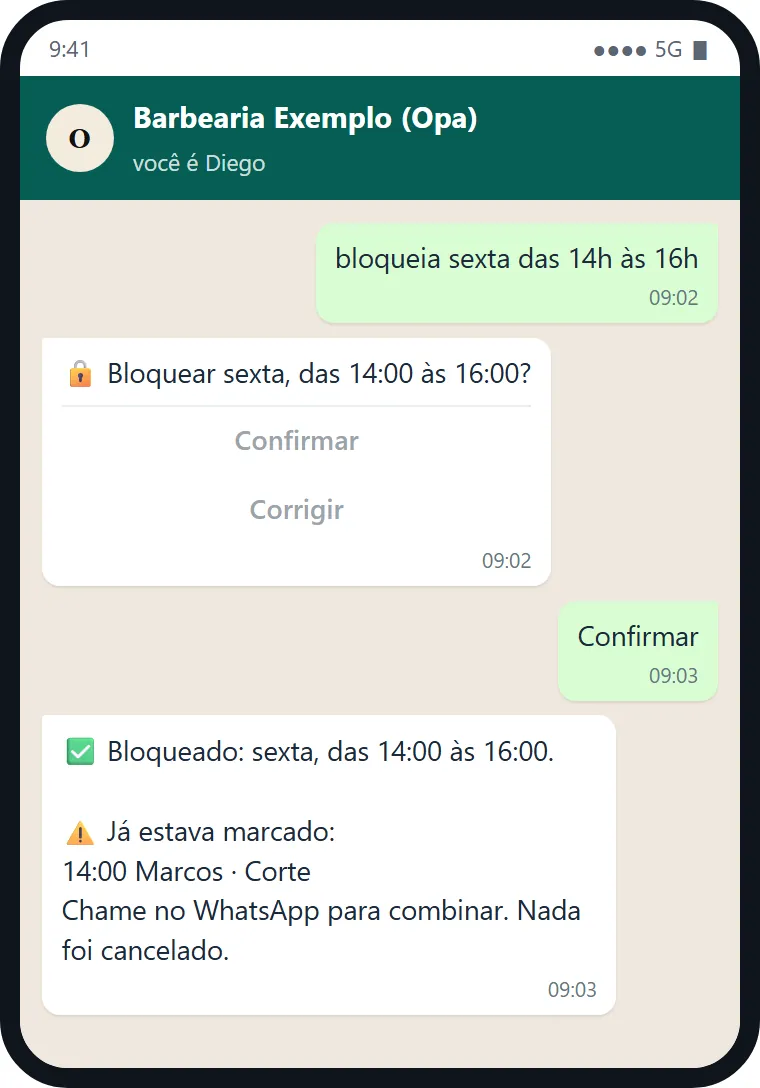 9:41
5G
O
Barbearia Exemplo (Opa)
você é Diego
bloqueia sexta das 14h às 16h
09:02
🔒 Bloquear sexta, das 14:00 às 16:00?
Confirmar
Corrigir
09:02
Confirmar
09:03
✅ Bloqueado: sexta, das 14:00 às 16:00.
⚠️ Já estava marcado:
14:00 Marcos · Corte
Chame no WhatsApp para combinar. Nada
foi cancelado.
09:03